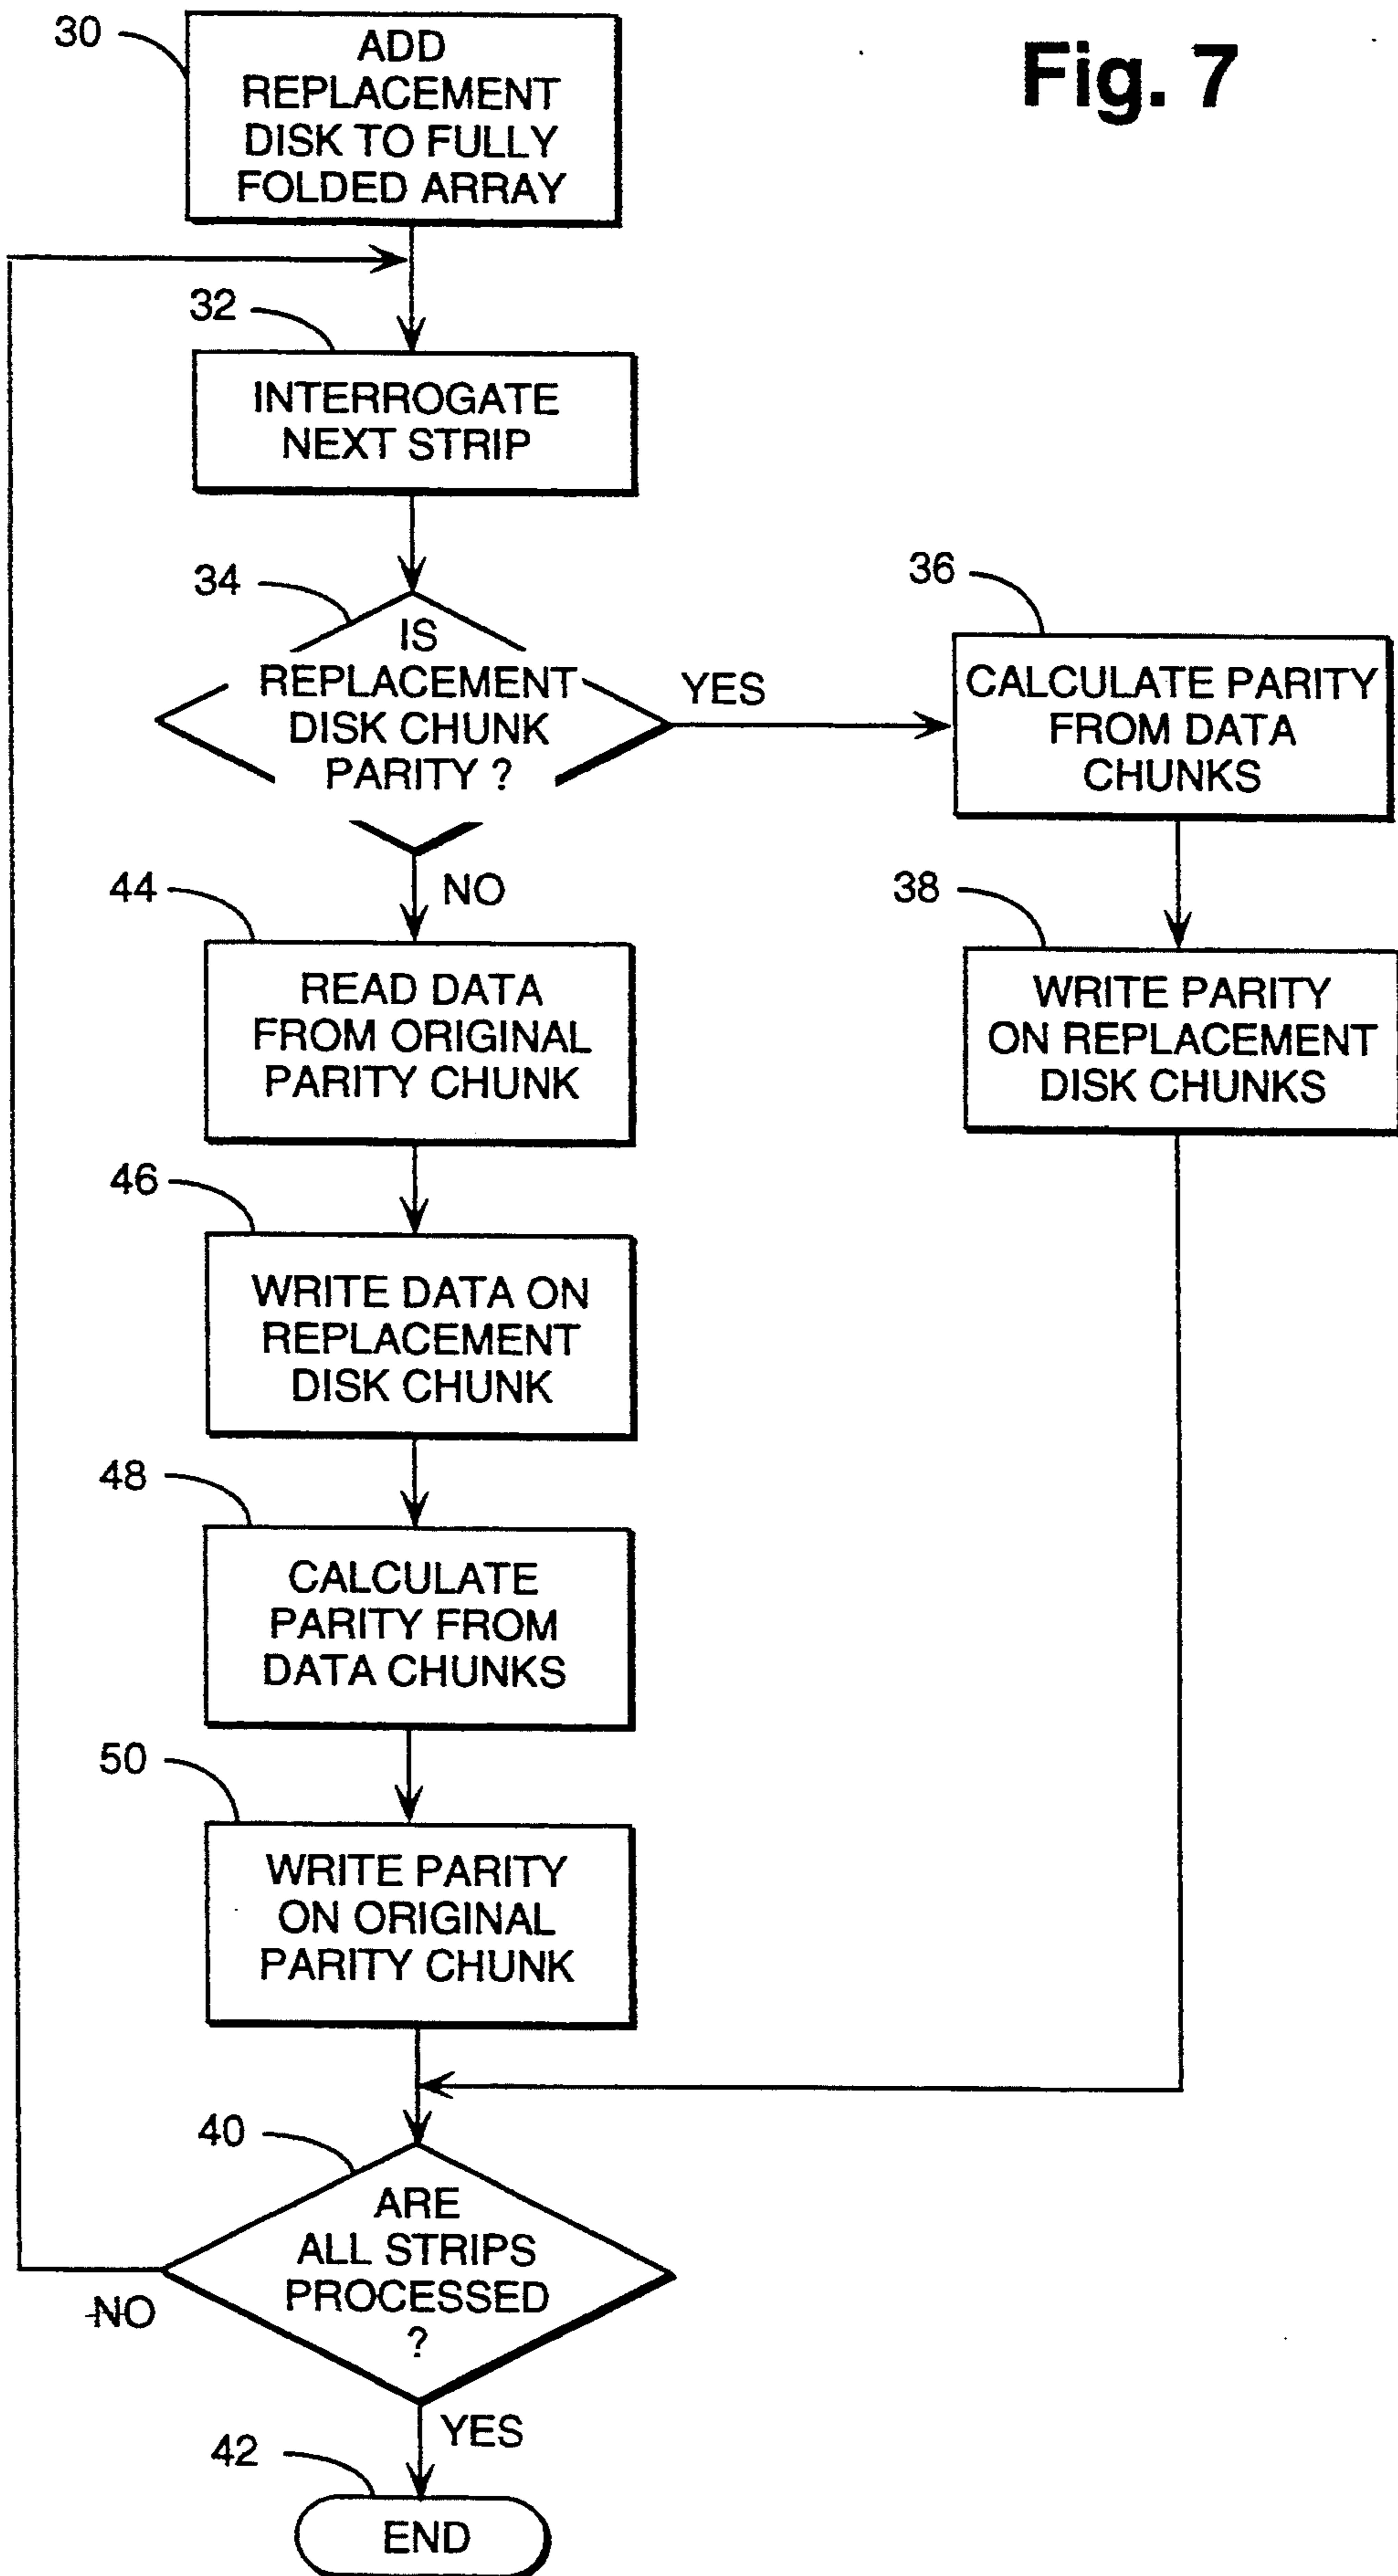 Fig. 7
30
ADD
REPLACEMENT
DISK TO FULLY
FOLDED ARRAY
32
INTERROGATE
NEXT STRIP
34
IS
REPLACEMENT
DISK CHUNK
PARITY ?
YES
36
CALCULATE PARITY
FROM DATA
CHUNKS
38
WRITE PARITY
ON REPLACEMENT
DISK CHUNKS
NO
44
READ DATA
FROM ORIGINAL
PARITY CHUNK
46
WRITE DATA ON
REPLACEMENT
DISK CHUNK
48
CALCULATE
PARITY FROM
DATA CHUNKS
50
WRITE PARITY
ON ORIGINAL
PARITY CHUNK
40
ARE
ALL STRIPS
PROCESSED
?
NO
YES
42
END